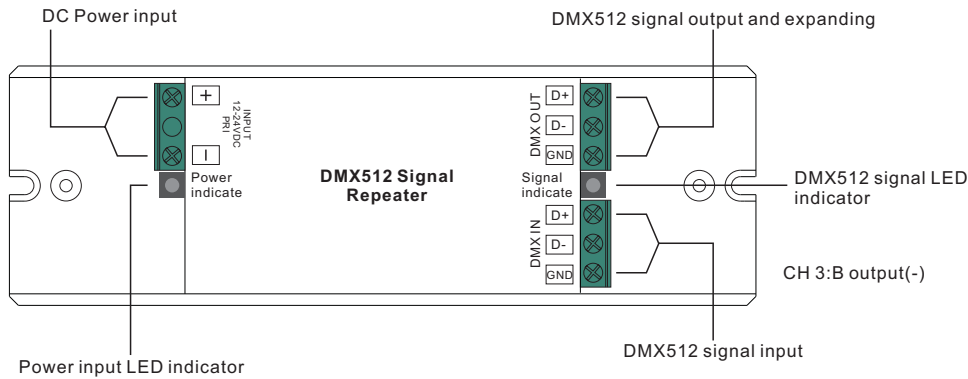 DC Power input
DMX512 signal output and expanding
+
INPUT
12-24VDC
PRI
−
Power
indicate
DMX512 Signal
Repeater
DMX OUT
D+
D-
GND
Signal
indicate
DMX IN
D+
D-
GND
DMX512 signal LED
indicator
CH 3:B output(-)
DMX512 signal input
Power input LED indicator